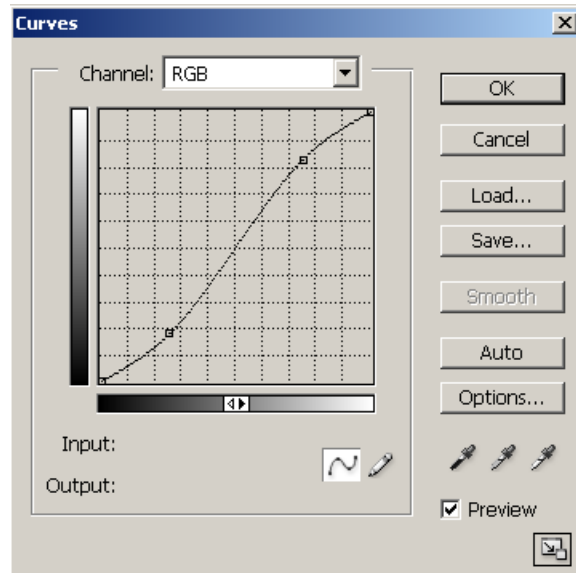 Curves
Channel: RGB
OK
Cancel
Load...
Save...
Smooth
Auto
Options...
Input:
Output:
Preview